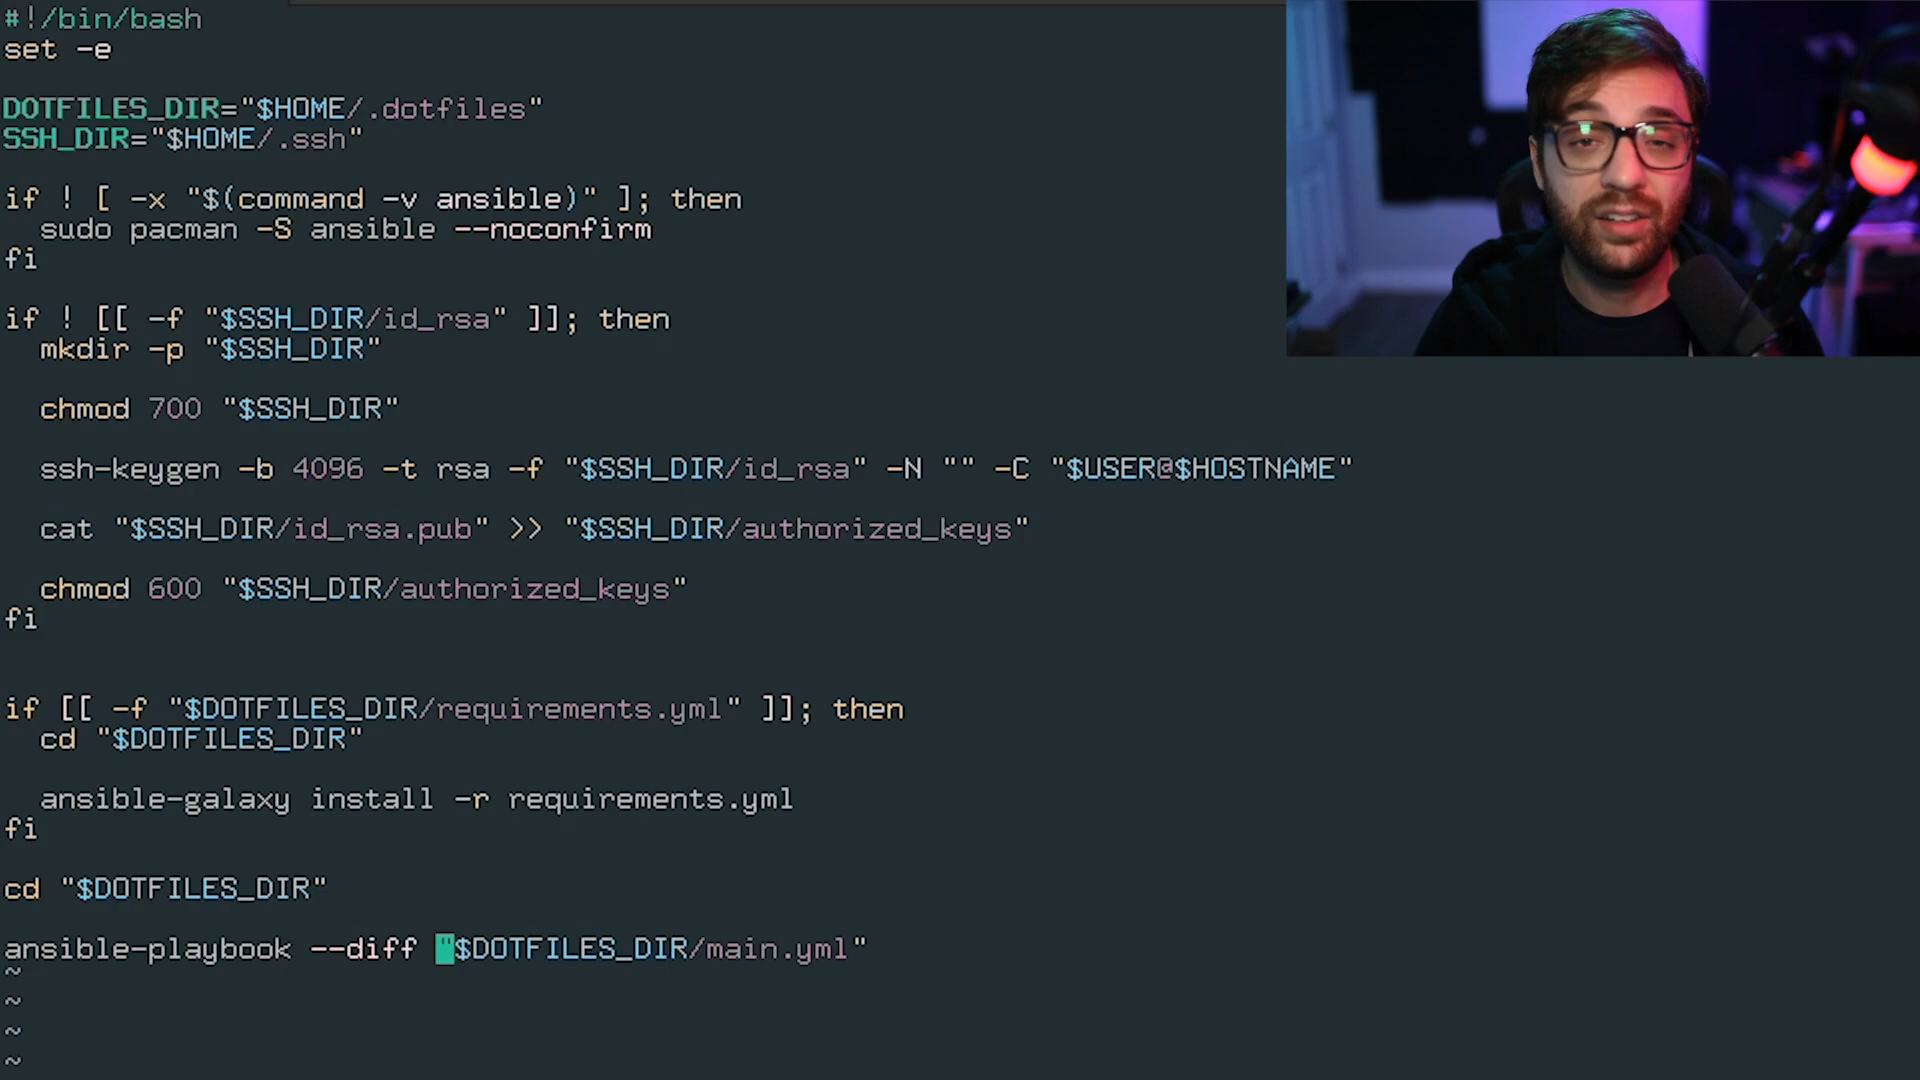 #!/bin/bash
set -e
DOTFILES_DIR="$HOME/.dotfiles"
SSH_DIR="$HOME/.ssh"
if ! [ -x "$(command -v ansible)" ]; then
sudo pacman -S ansible --noconfirm
fi
if ! [[ -f "$SSH_DIR/id_rsa" ]]; then
mkdir -p "$SSH_DIR"
chmod 700 "$SSH_DIR"
ssh-keygen -b 4096 -t rsa -f "$SSH_DIR/id_rsa" -N "" -C "$USER@$HOSTNAME"
cat "$SSH_DIR/id_rsa.pub" >> "$SSH_DIR/authorized_keys"
chmod 600 "$SSH_DIR/authorized_keys"
fi
if [[ -f "$DOTFILES_DIR/requirements.yml" ]]; then
cd "$DOTFILES_DIR"
ansible-galaxy install -r requirements.yml
fi
cd "$DOTFILES_DIR"
ansible-playbook --diff "$DOTFILES_DIR/main.yml"
~
~
~
~